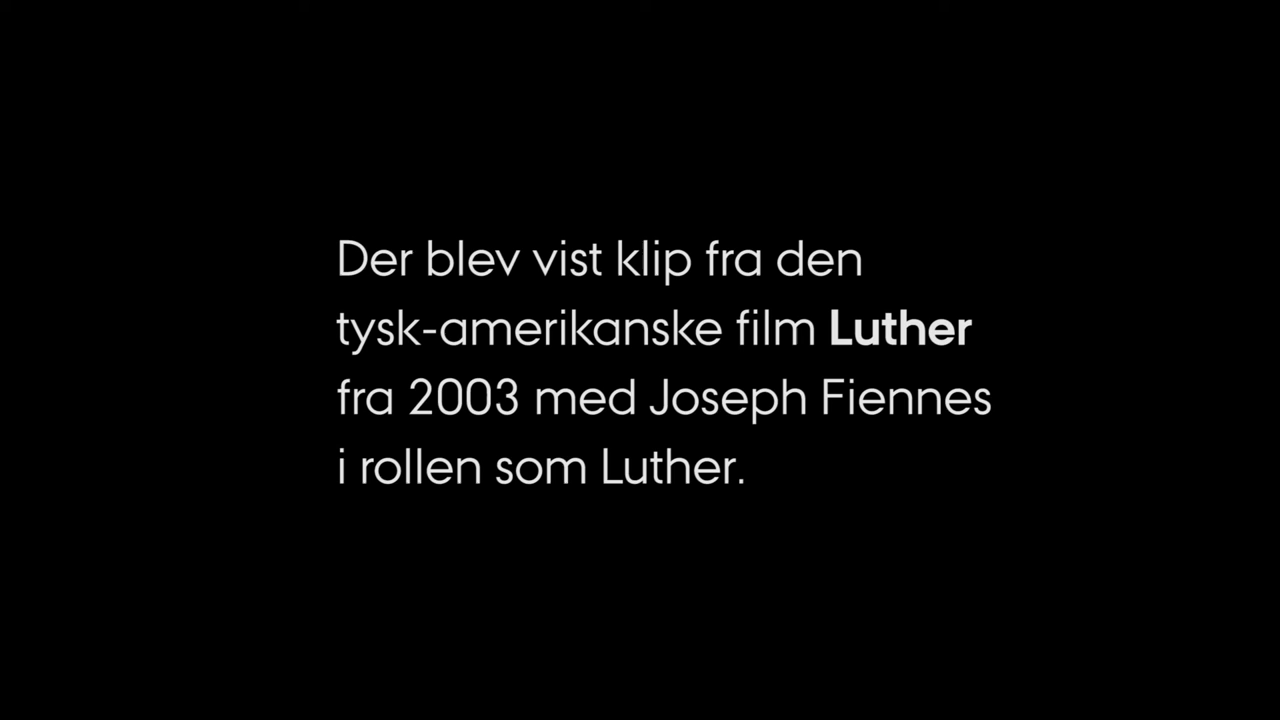 Der blev vist klip fra den
tysk-amerikanske film Luther
fra 2003 med Joseph Fiennes
i rollen som Luther.